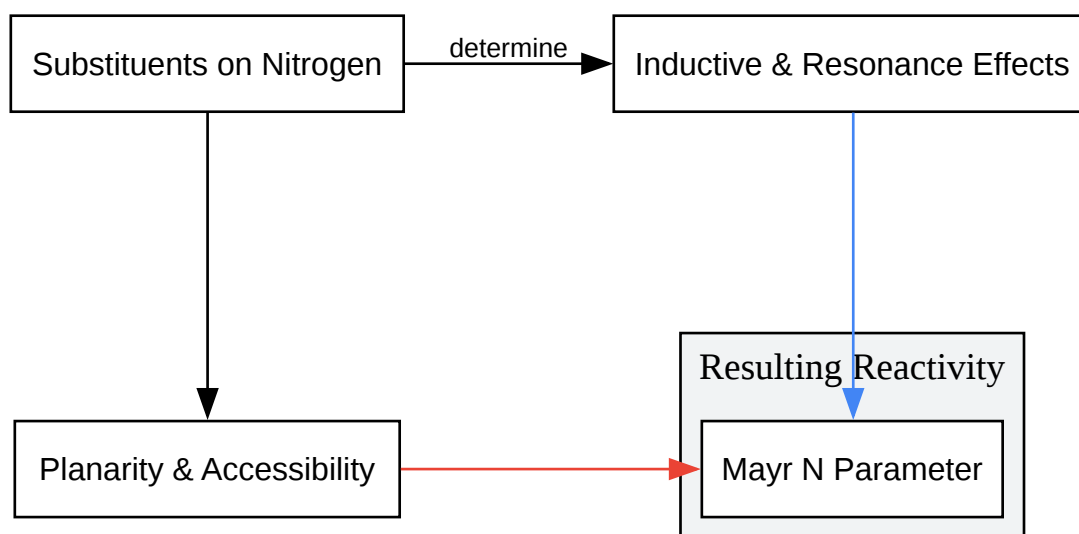 Substituents on Nitrogen
determine
Inductive & Resonance Effects
Resulting Reactivity
Planarity & Accessibility
Mayr N Parameter